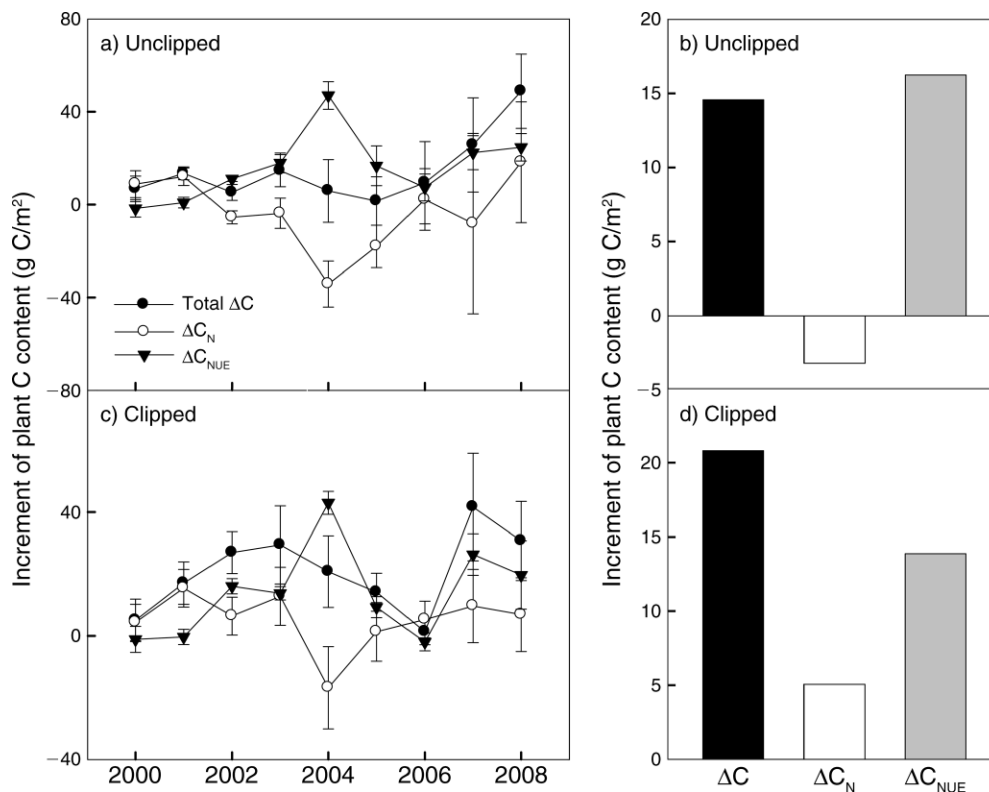 Increment of plant C content (g C/m²)
80
40
0
−40
−80
a) Unclipped
Total ΔC
ΔC_N
ΔC_NUE
Increment of plant C content (g C/m²)
20
15
10
5
0
−5
b) Unclipped
40
0
−40
c) Clipped
2000 2002 2004 2006 2008
20
15
10
5
0
d) Clipped
ΔC ΔC_N ΔC_NUE